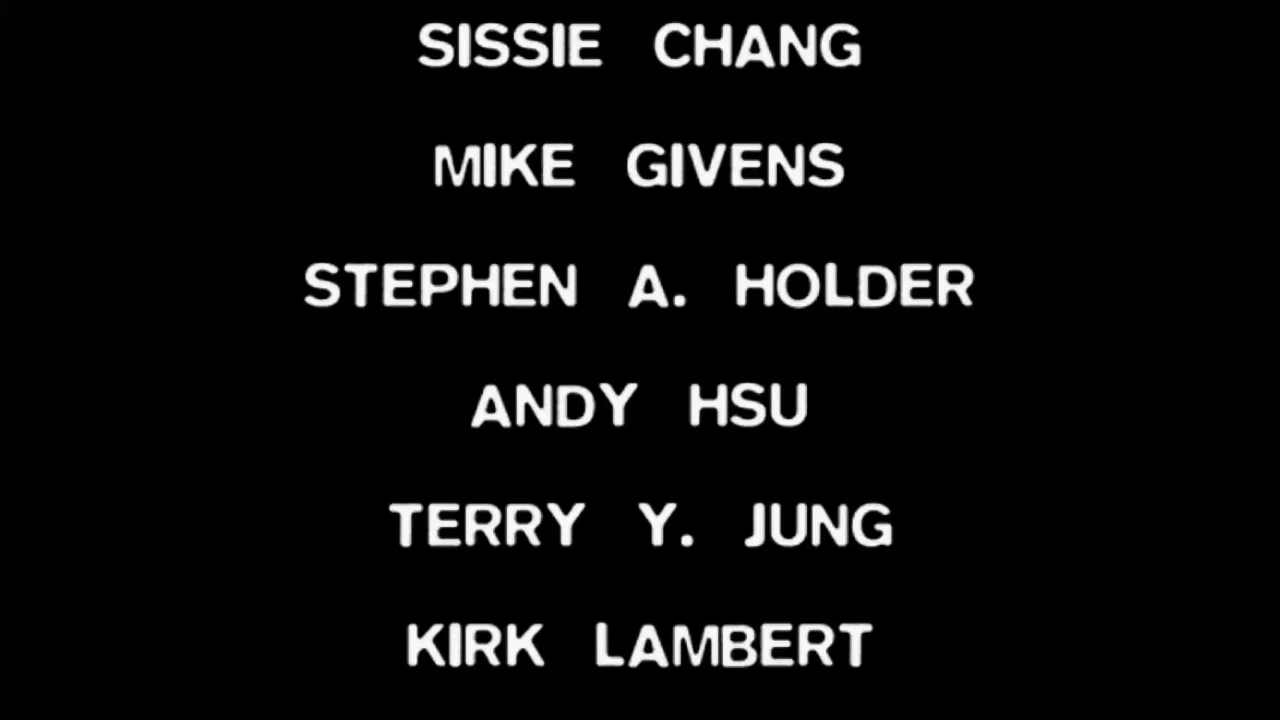 SISSIE CHANG
MIKE GIVENS
STEPHEN A. HOLDER
ANDY HSU
TERRY Y. JUNG
KIRK LAMBERT